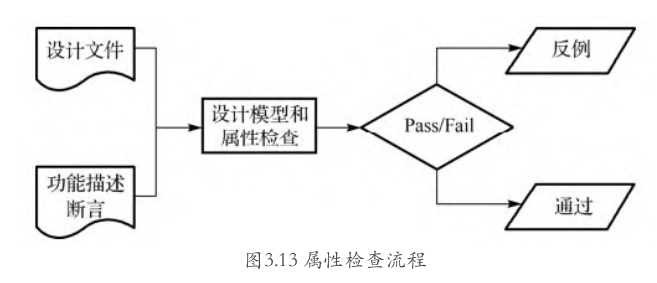 设计文件
反例
设计模型和
属性检查
Pass/Fail
功能描述
断言
通过
图3.13 属性检查流程